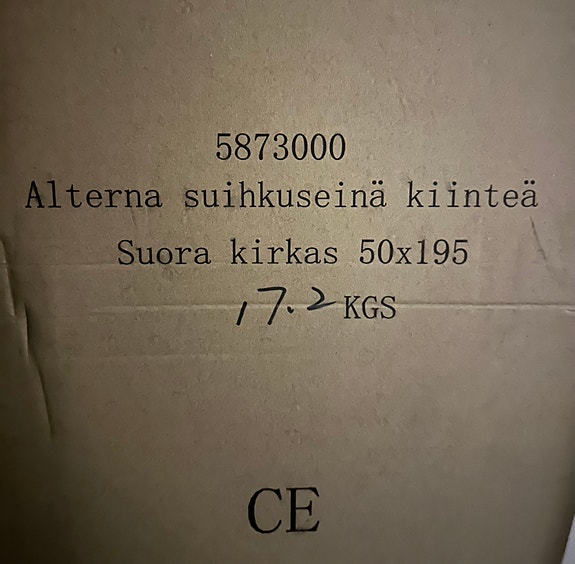 5873000
Alterna suihkuseinä kiinteä
Suora kirkas 50x195
17.2 KGS
CE